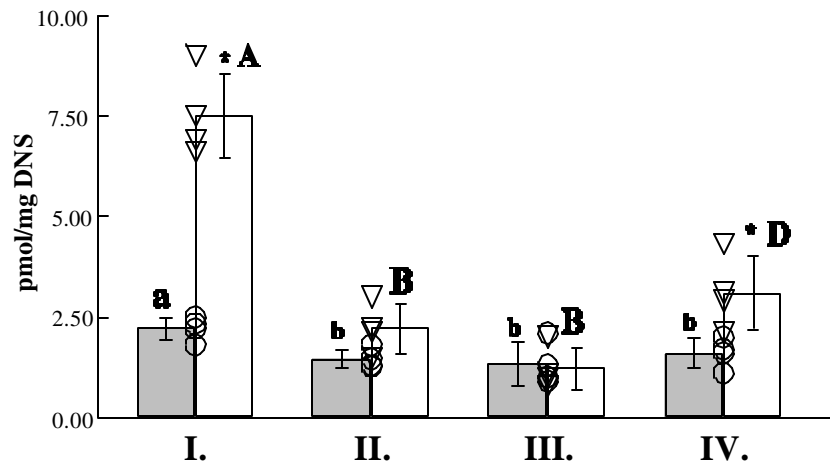 10.00
7.50
5.00
2.50
0.00
pmol/mg DNS
* A
a
B
b
b
B
b
* D
I.
II.
III.
IV.